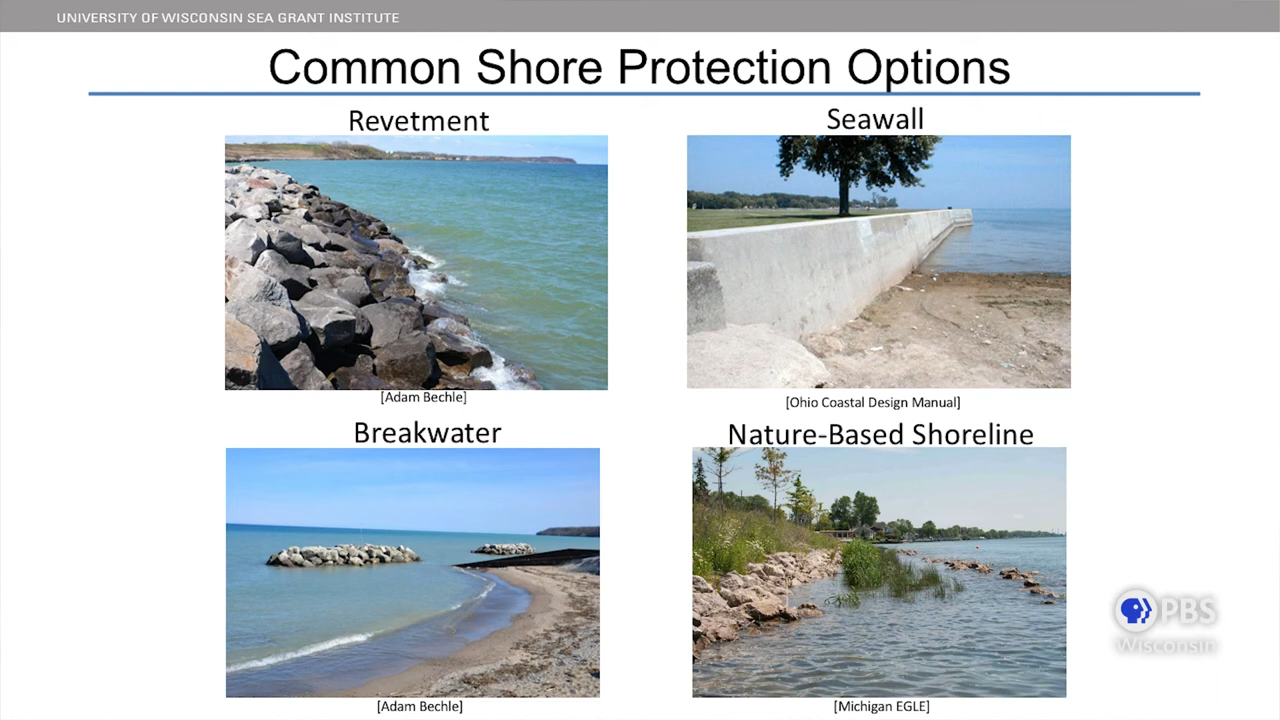 UNIVERSITY OF WISCONSIN SEA GRANT INSTITUTE
Common Shore Protection Options
Revetment
Seawall
[Adam Bechle]
[Ohio Coastal Design Manual]
Breakwater
Nature-Based Shoreline
[Adam Bechle]
[Michigan EGLE]
PBS
Wisconsin